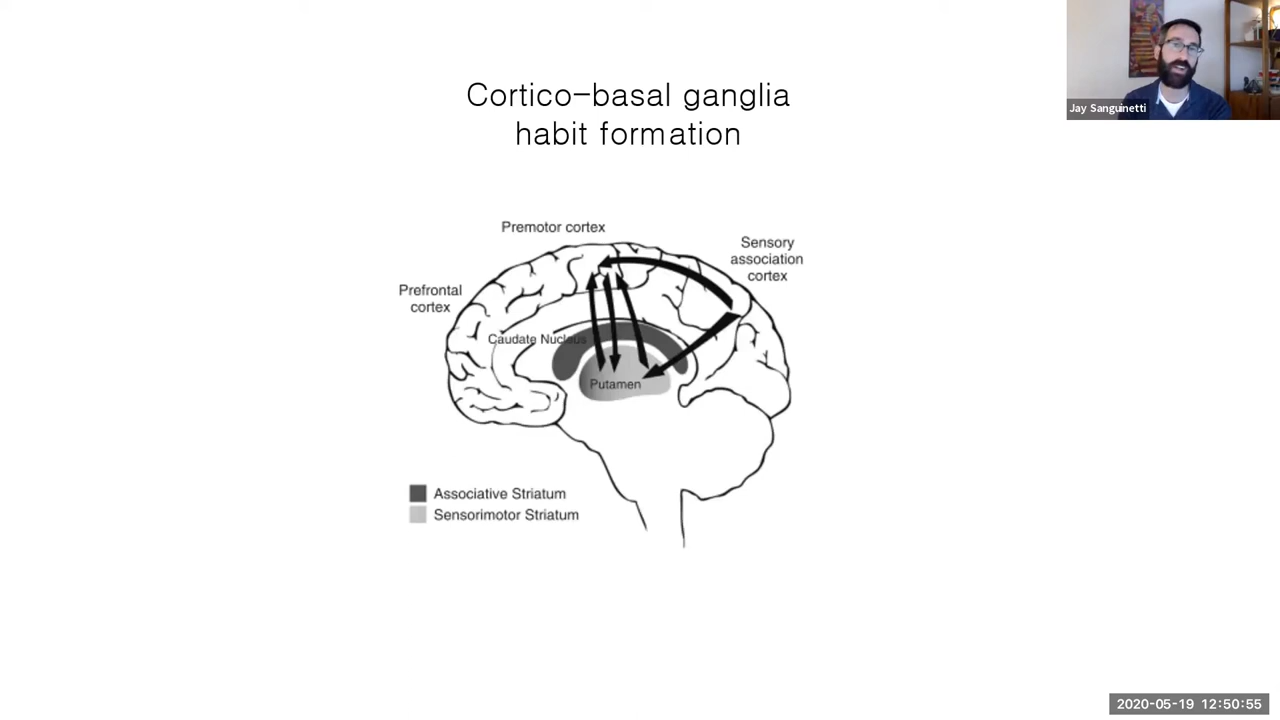 Cortico-basal ganglia
habit formation
Jay Sanguinetti
Premotor cortex
Sensory
association
cortex
Prefrontal
cortex
Caudate Nucleus
Putamen
Associative Striatum
Sensorimotor Striatum
2020-05-19 12:50:55